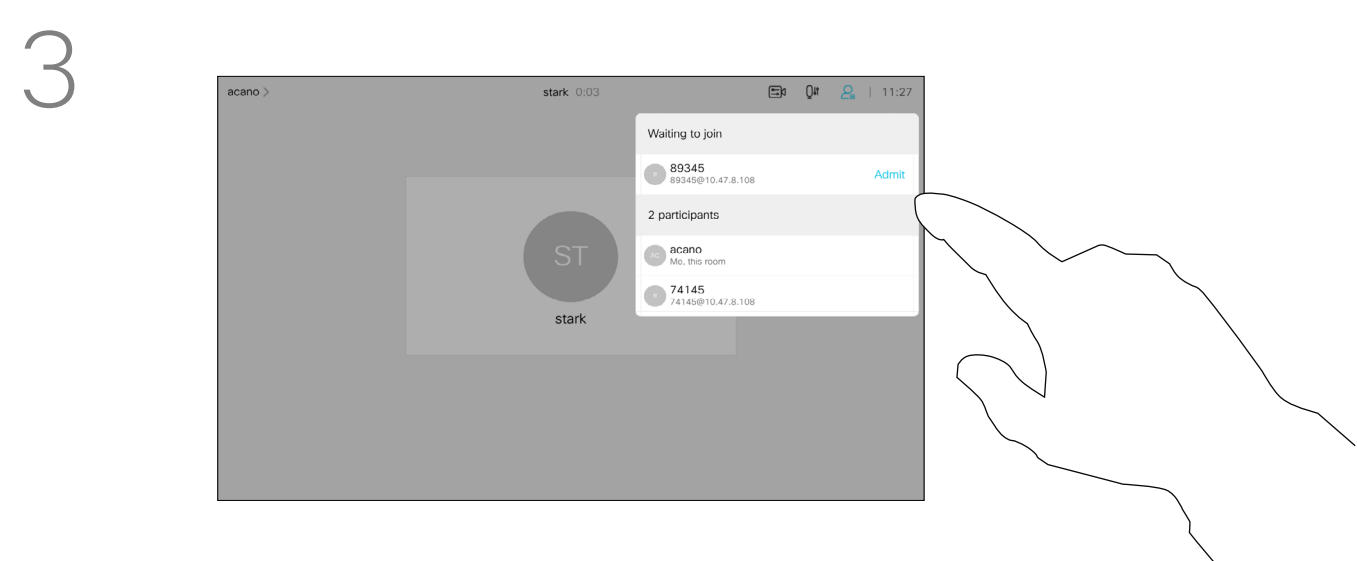 3
acano >
stark 0:03
11:27
Waiting to join
89345
89345@10.47.8.108
Admit
2 participants
AC
acano
Me, this room
74145
74145@10.47.8.108
ST
stark